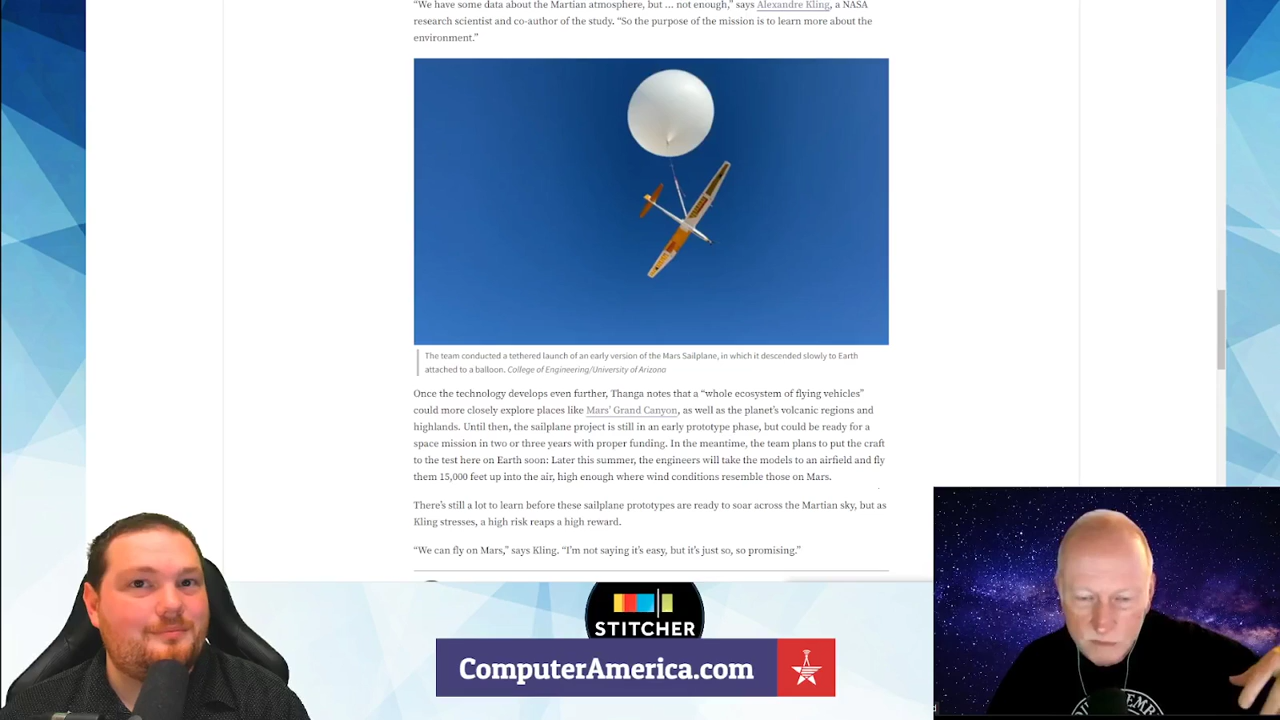 “We have some data about the Martian atmosphere, but ... not enough,” says Alexandre Kling, a NASA
research scientist and co-author of the study. “So the purpose of the mission is to learn more about the
environment.”
The team conducted a tethered launch of an early version of the Mars Sailplane, in which it descended slowly to Earth
attached to a balloon. College of Engineering/University of Arizona
Once the technology develops even further, Thanga notes that a “whole ecosystem of flying vehicles”
could more closely explore places like Mars’ Grand Canyon, as well as the planet’s volcanic regions and
highlands. Until then, the sailplane project is still in an early prototype phase, but could be ready for a
space mission in two or three years with proper funding. In the meantime, the team plans to put the craft
to the test here on Earth soon: Later this summer, the engineers will take the models to an airfield and fly
them 15,000 feet up into the air, high enough where wind conditions resemble those on Mars.
There’s still a lot to learn before these sailplane prototypes are ready to soar across the Martian sky, but as
Kling stresses, a high risk reaps a high reward.
“We can fly on Mars,” says Kling. “I’m not saying it’s easy, but it’s just so, so promising.”
STITCHER
ComputerAmerica.com